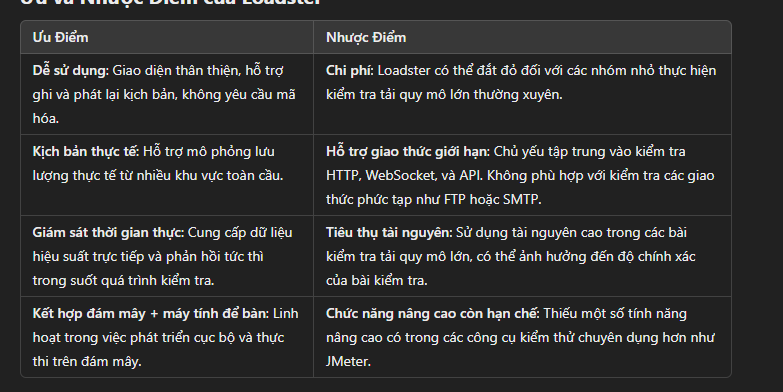 Ưu và Nhược Điểm của Loadster
Ưu Điểm
Nhược Điểm
Dễ sử dụng: Giao diện thân thiện, hỗ trợ
ghi và phát lại kịch bản, không yêu cầu mã
hóa.
Chi phí: Loadster có thể đắt đỏ đối với các nhóm nhỏ thực hiện
kiểm tra tải quy mô lớn thường xuyên.
Kịch bản thực tế: Hỗ trợ mô phỏng lưu
lượng thực tế từ nhiều khu vực toàn cầu.
Hỗ trợ giao thức giới hạn: Chủ yếu tập trung vào kiểm tra
HTTP, WebSocket, và API. Không phù hợp với kiểm tra các giao
thức phức tạp như FTP hoặc SMTP.
Giám sát thời gian thực: Cung cấp dữ liệu
hiệu suất trực tiếp và phản hồi tức thì
trong suốt quá trình kiểm tra.
Tiêu thụ tài nguyên: Sử dụng tài nguyên cao trong các bài
kiểm tra tải quy mô lớn, có thể ảnh hưởng đến độ chính xác
của bài kiểm tra.
Kết hợp đám mây + máy tính để bàn: Linh
hoạt trong việc phát triển cục bộ và thực
thi trên đám mây.
Chức năng nâng cao còn hạn chế: Thiếu một số tính năng
nâng cao có trong các công cụ kiểm thử chuyên dụng hơn như
JMeter.